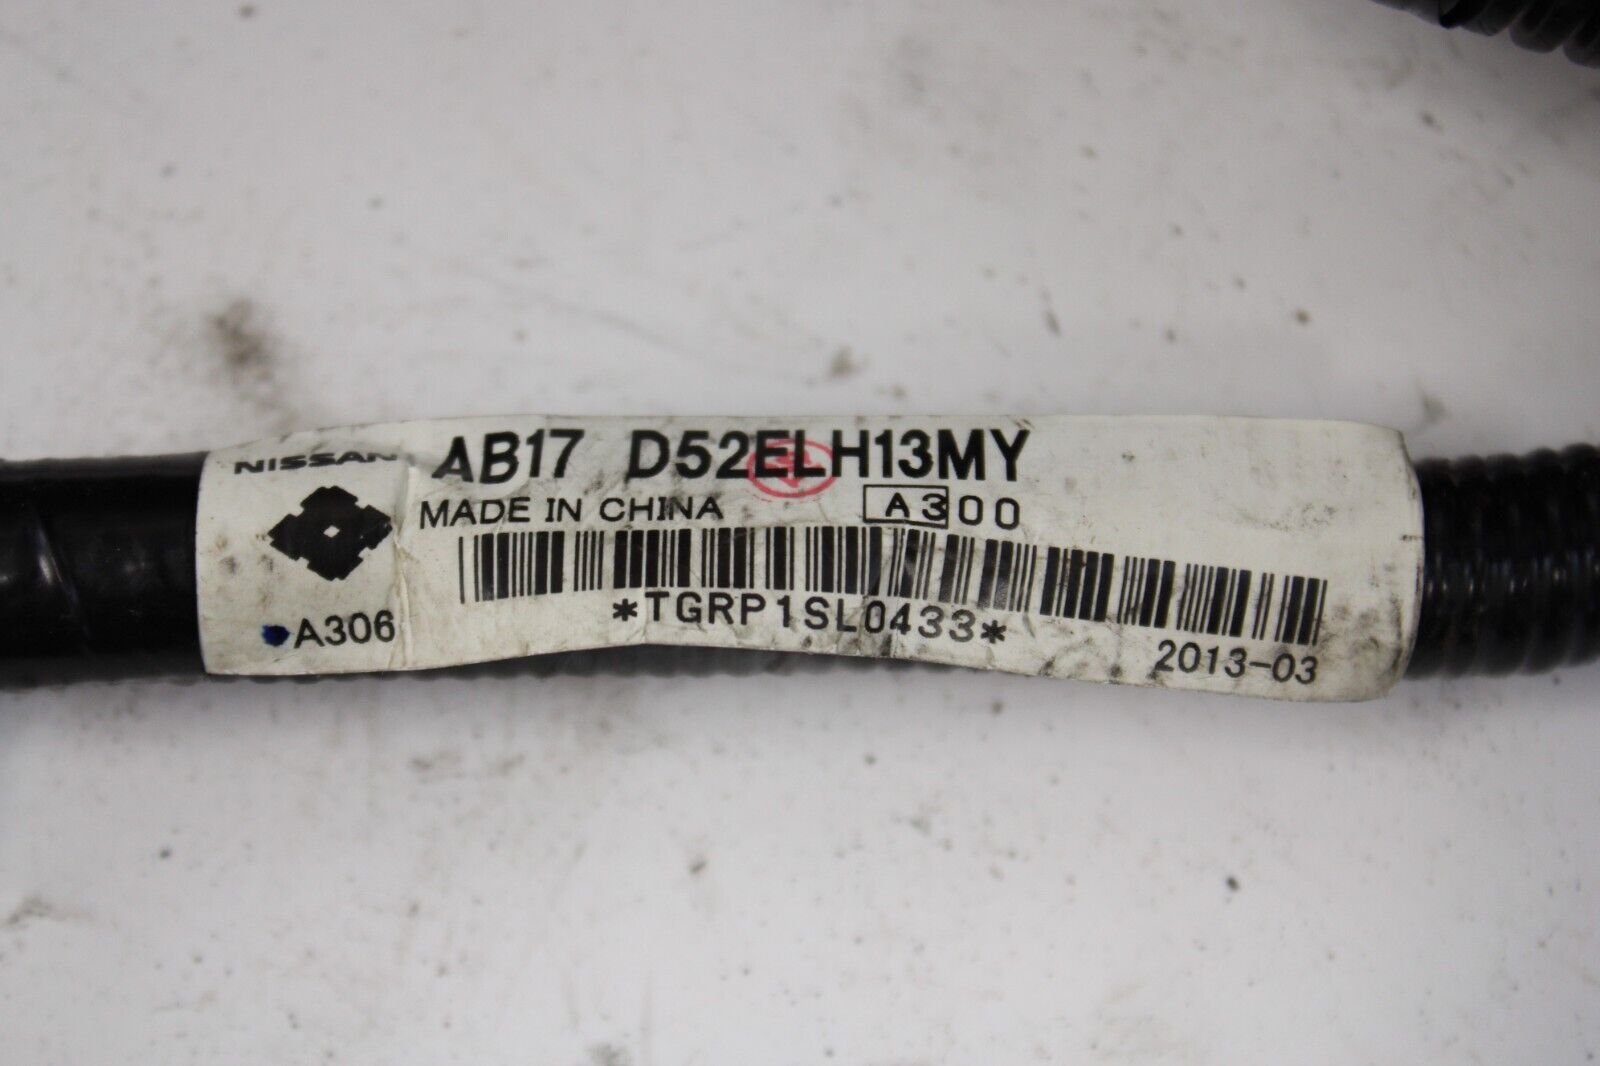 NISSAN AB17 D52ELH13MY
MADE IN CHINA A300
*TGRP1SL0433*
A306 2013-03